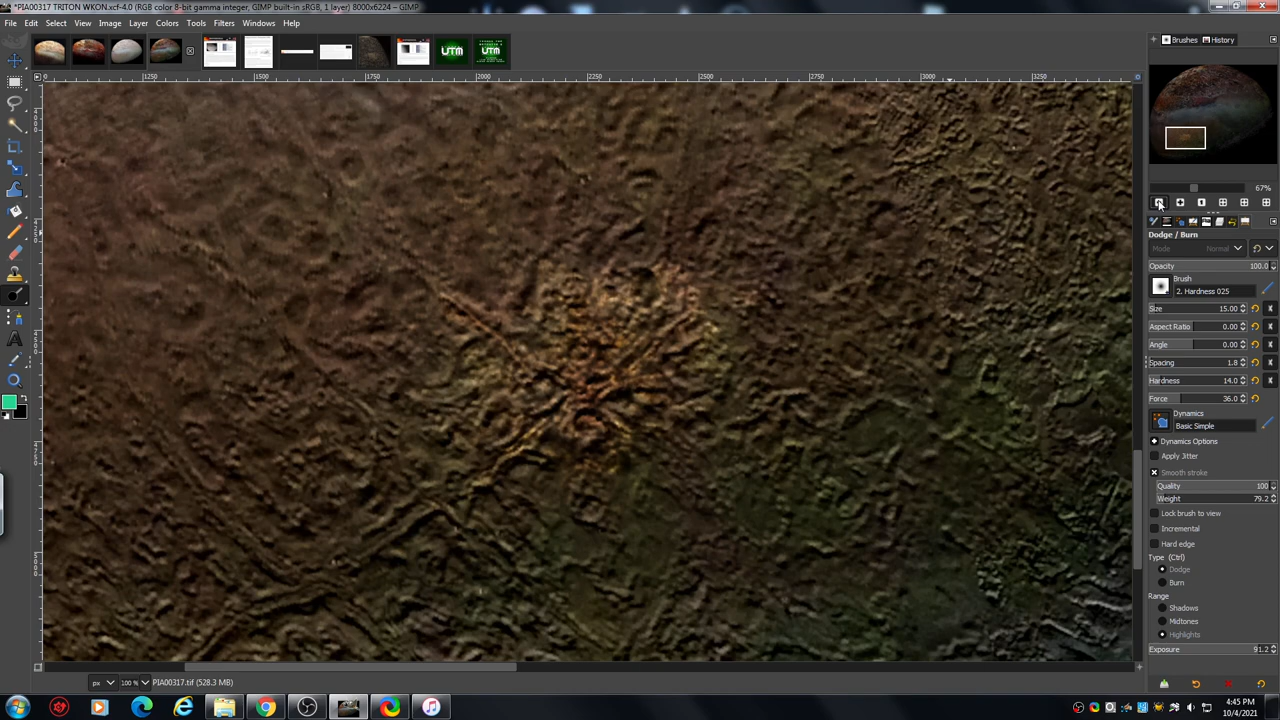 *PIA00317 TRITON WKON.xcf-4.0 (RGB color 8-bit gamma integer, GIMP built-in sRGB, 1 layer) 8000x6224 – GIMP
File Edit Select View Image Layer Colors Tools Filters Windows Help
Brushes History
UTM UTM
1250 1500 1750 2000 2250 2500 2750 3000 3250
67%
Dodge / Burn
Mode Normal
Opacity 100.0
Brush
2. Hardness 025
Size 15.00
Aspect Ratio 0.00
Angle 0.00
Spacing 1.8
Hardness 14.0
Force 36.0
Dynamics
Basic Simple
Dynamics Options
Apply Jitter
Smooth stroke
Quality 100
Weight 79.2
Lock brush to view
Incremental
Hard edge
Type (Ctrl)
Dodge
Burn
Range
Shadows
Midtones
Highlights
Exposure 91.2
px 100 % PIA00317.tif (528.3 MB)
4:45 PM
10/4/2021